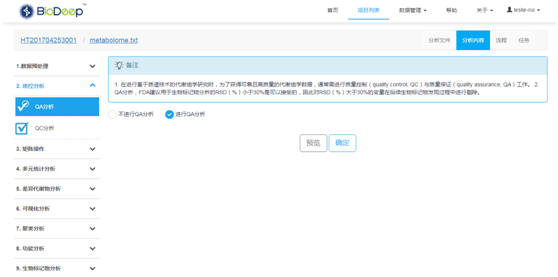 BioDeep™
首页
项目列表
数据管理
帮助
关于
leslie-rui
HT201704253001 / metabolome.txt
分析文件
分析内容
流程
任务
1.数据预处理
2. 质控分析
QA分析
QC分析
3. 矩阵操作
4. 多元统计分析
5. 差异代谢物分析
6. 可视化分析
7. 聚类分析
8. 功能分析
9. 生物标记物分析
备注
1. 在进行基于质谱技术的代谢组学研究时，为了获得可靠且高质量的代谢组学数据，通常需进行质量控制（quality control, QC）与质量保证（quality assurance, QA）工作。 2.
QA分析，FDA建议用于生物标记物分析的RSD（％）小于30%是可以接受的，因此对RSD（％）大于30%的变量在后续生物标记物发现过程中进行剔除。
不进行QA分析
进行QA分析
预览
确定